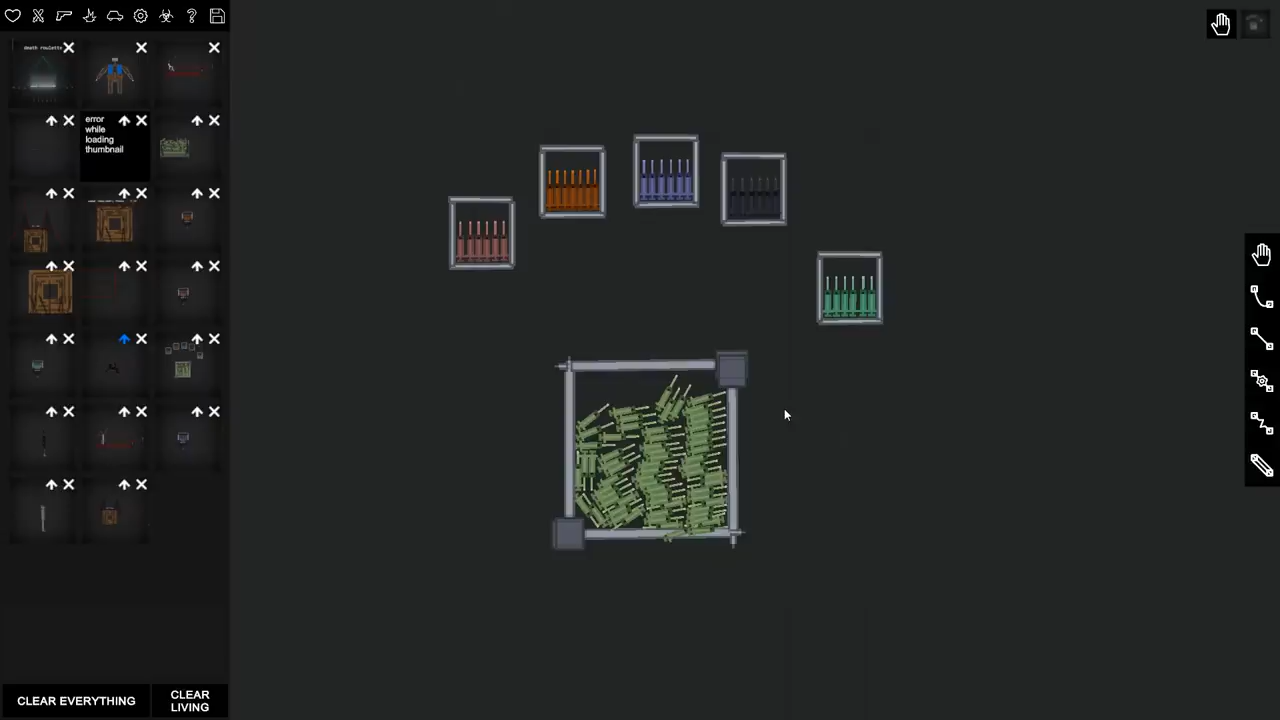 death roulette
error
while
loading
thumbnail
CLEAR EVERYTHING
CLEAR
LIVING